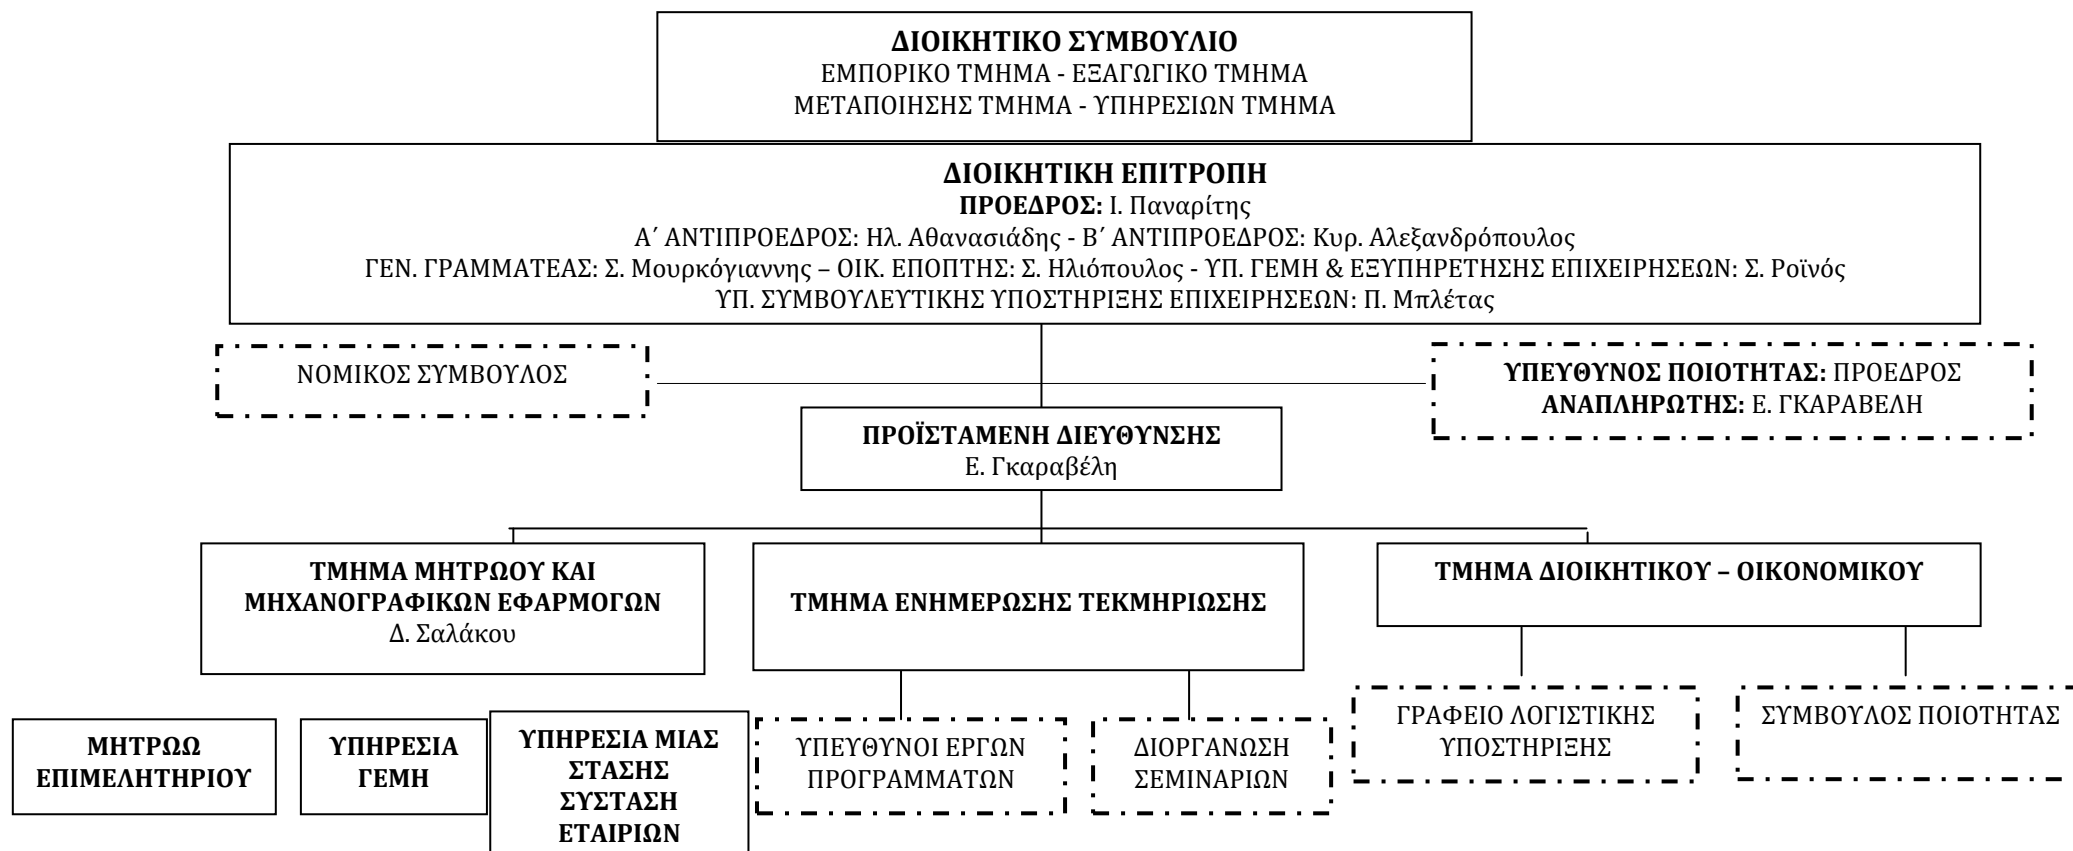 ΔΙΟΙΚΗΤΙΚΟ ΣΥΜΒΟΥΛΙΟ
ΕΜΠΟΡΙΚΟ ΤΜΗΜΑ - ΕΞΑΓΩΓΙΚΟ ΤΜΗΜΑ
ΜΕΤΑΠΟΙΗΣΗΣ ΤΜΗΜΑ - ΥΠΗΡΕΣΙΩΝ ΤΜΗΜΑ
ΔΙΟΙΚΗΤΙΚΗ ΕΠΙΤΡΟΠΗ
ΠΡΟΕΔΡΟΣ: Ι. Παναρίτης
Α΄ ΑΝΤΙΠΡΟΕΔΡΟΣ: Ηλ. Αθανασιάδης - Β΄ ΑΝΤΙΠΡΟΕΔΡΟΣ: Κυρ. Αλεξανδρόπουλος
ΓΕΝ. ΓΡΑΜΜΑΤΕΑΣ: Σ. Μουρκόγιαννης – ΟΙΚ. ΕΠΟΠΤΗΣ: Σ. Ηλιόπουλος - ΥΠ. ΓΕΜΗ & ΕΞΥΠΗΡΕΤΗΣΗΣ ΕΠΙΧΕΙΡΗΣΕΩΝ: Σ. Ροϊνός
ΥΠ. ΣΥΜΒΟΥΛΕΥΤΙΚΗΣ ΥΠΟΣΤΗΡΙΞΗΣ ΕΠΙΧΕΙΡΗΣΕΩΝ: Π. Μπλέτας
ΝΟΜΙΚΟΣ ΣΥΜΒΟΥΛΟΣ
ΥΠΕΥΘΥΝΟΣ ΠΟΙΟΤΗΤΑΣ: ΠΡΟΕΔΡΟΣ
ΑΝΑΠΛΗΡΩΤΗΣ: Ε. ΓΚΑΡΑΒΕΛΗ
ΠΡΟΪΣΤΑΜΕΝΗ ΔΙΕΥΘΥΝΣΗΣ
Ε. Γκαραβέλη
ΤΜΗΜΑ ΜΗΤΡΩΟΥ ΚΑΙ
ΜΗΧΑΝΟΓΡΑΦΙΚΩΝ ΕΦΑΡΜΟΓΩΝ
Δ. Σαλάκου
ΤΜΗΜΑ ΕΝΗΜΕΡΩΣΗΣ ΤΕΚΜΗΡΙΩΣΗΣ
ΤΜΗΜΑ ΔΙΟΙΚΗΤΙΚΟΥ – ΟΙΚΟΝΟΜΙΚΟΥ
ΜΗΤΡΩΩ
ΕΠΙΜΕΛΗΤΗΡΙΟΥ
ΥΠΗΡΕΣΙΑ
ΓΕΜΗ
ΥΠΗΡΕΣΙΑ ΜΙΑΣ
ΣΤΑΣΗΣ
ΣΥΣΤΑΣΗ
ΕΤΑΙΡΙΩΝ
ΥΠΕΥΘΥΝΟΙ ΕΡΓΩΝ
ΠΡΟΓΡΑΜΜΑΤΩΝ
ΔΙΟΡΓΑΝΩΣΗ
ΣΕΜΙΝΑΡΙΩΝ
ΓΡΑΦΕΙΟ ΛΟΓΙΣΤΙΚΗΣ
ΥΠΟΣΤΗΡΙΞΗΣ
ΣΥΜΒΟΥΛΟΣ ΠΟΙΟΤΗΤΑΣ